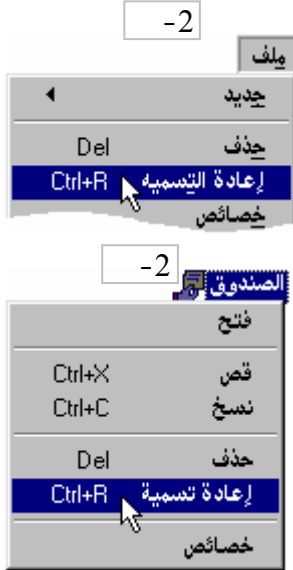 -2
ملف
جديد
حذف Del
إعادة التسميه Ctrl+R
خصائص
-2
الصندوق
فتح
قص Ctrl+X
نسخ Ctrl+C
حذف Del
إعادة تسمية Ctrl+R
خصائص